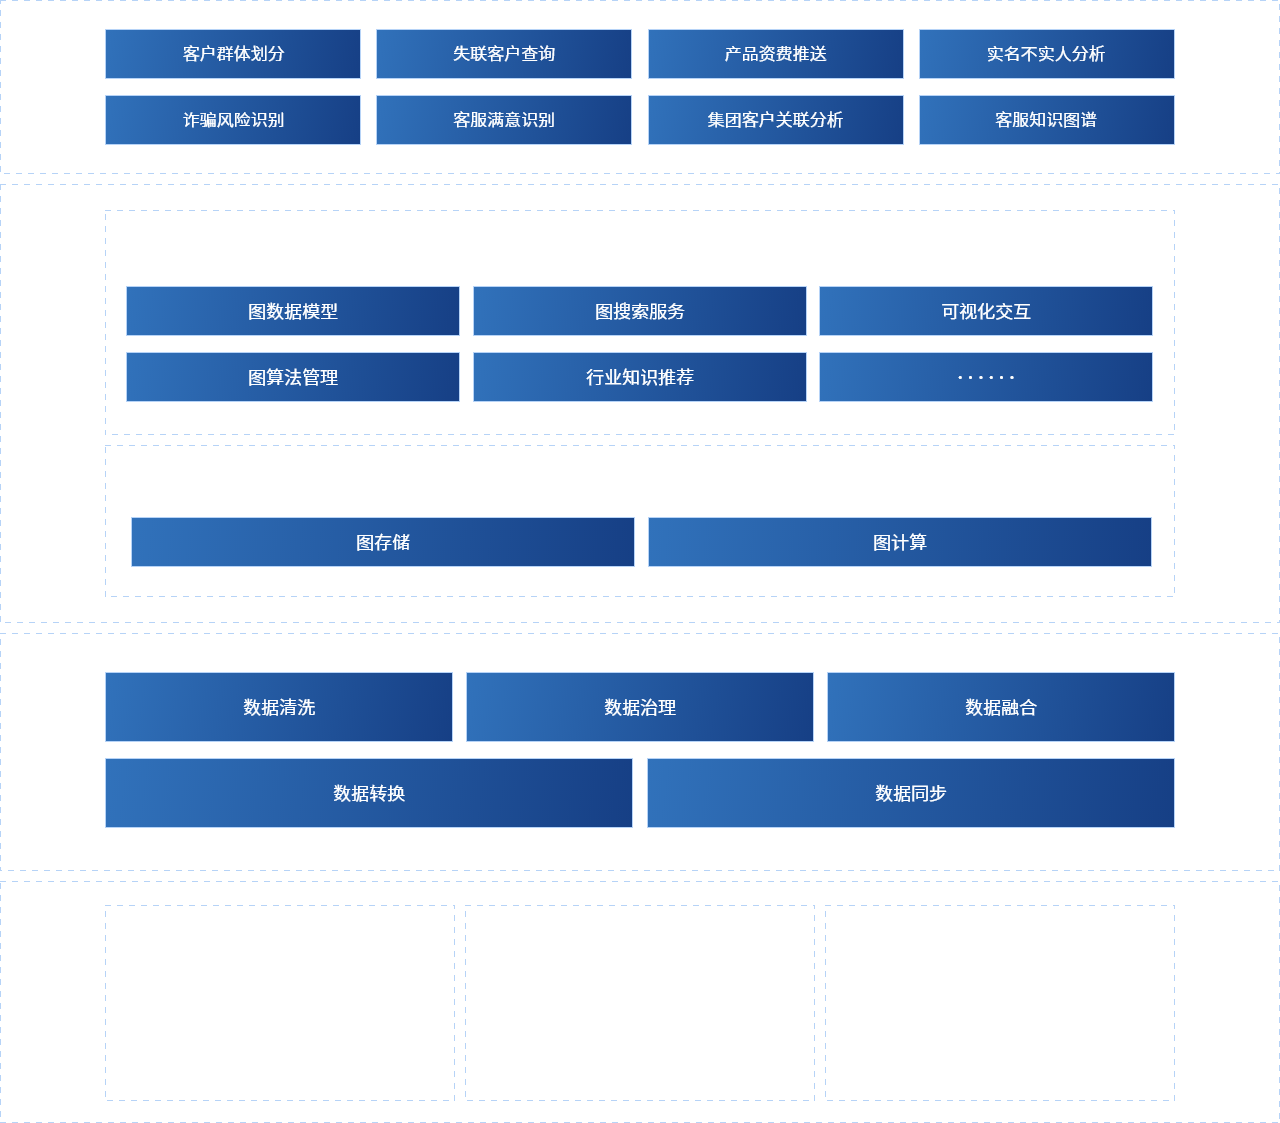 客户群体划分
失联客户查询
产品资费推送
实名不实人分析
诈骗风险识别
客服满意识别
集团客户关联分析
客服知识图谱
图数据模型
图搜索服务
可视化交互
图算法管理
行业知识推荐
······
图存储
图计算
数据清洗
数据治理
数据融合
数据转换
数据同步